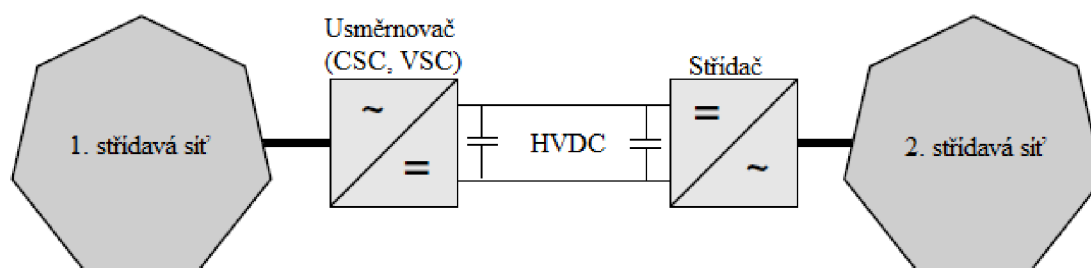 Usměrnovač
(CSC, VSC)
Střídač
~
=
=
~
1. střídavá síť
HVDC
2. střídavá síť